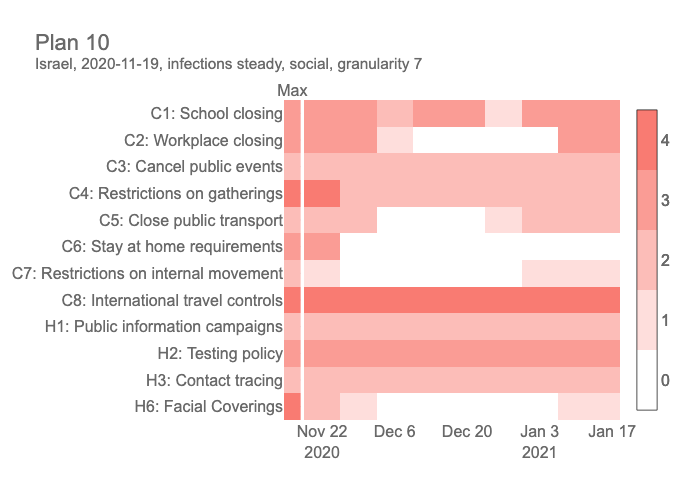 Plan 10
Israel, 2020-11-19, infections steady, social, granularity 7
Max
C1: School closing
C2: Workplace closing
C3: Cancel public events
C4: Restrictions on gatherings
C5: Close public transport
C6: Stay at home requirements
C7: Restrictions on internal movement
C8: International travel controls
H1: Public information campaigns
H2: Testing policy
H3: Contact tracing
H6: Facial Coverings
Nov 22 Dec 6 Dec 20 Jan 3 Jan 17
2020 2021
4
3
2
1
0